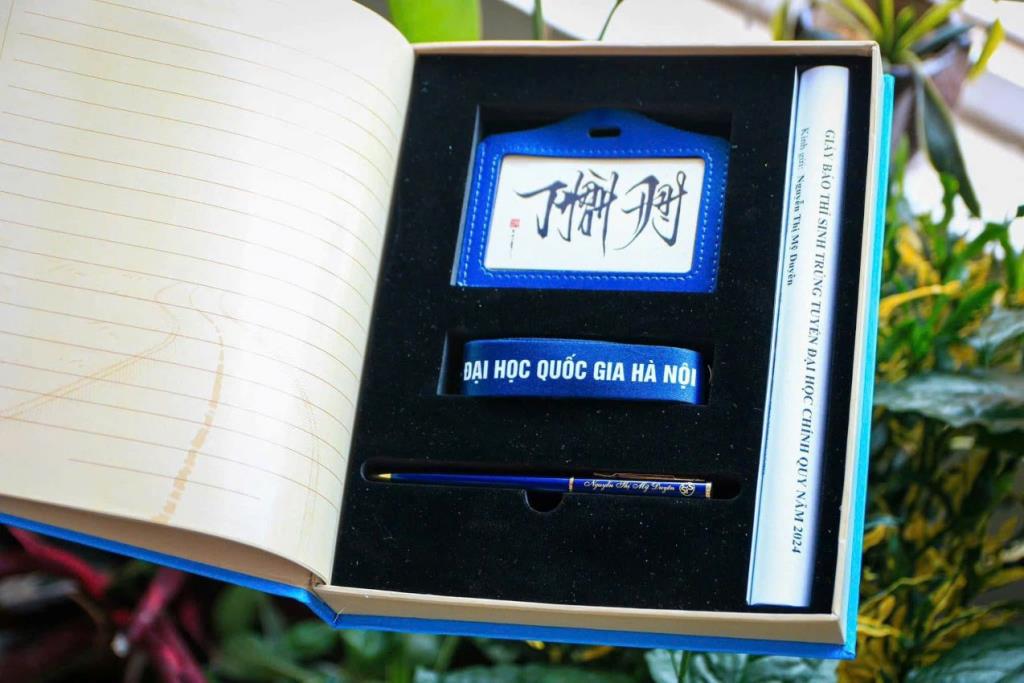 ĐẠI HỌC QUỐC GIA HÀ NỘI
Nguyễn Thị Mỹ Duyên
GIẤY BÁO THÍ SINH TRÚNG TUYỂN ĐẠI HỌC CHÍNH QUY NĂM 2024
Kính gửi: Nguyễn Thị Mỹ Duyên